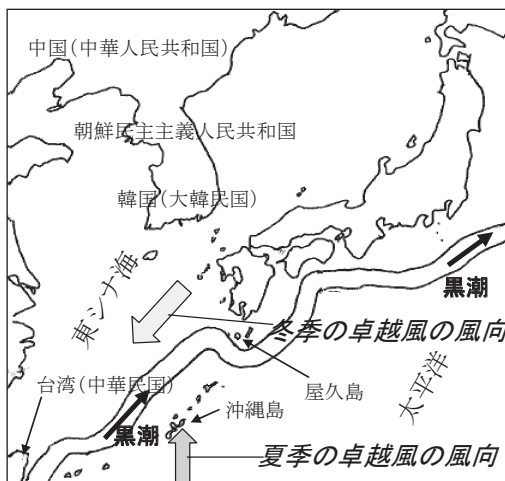 中国(中華人民共和国)
朝鮮民主主義人民共和国
韓国(大韓民国)
東シナ海
黒潮
冬季の卓越風の風向
台湾(中華民国)
屋久島
太平洋
沖縄島
黒潮
夏季の卓越風の風向